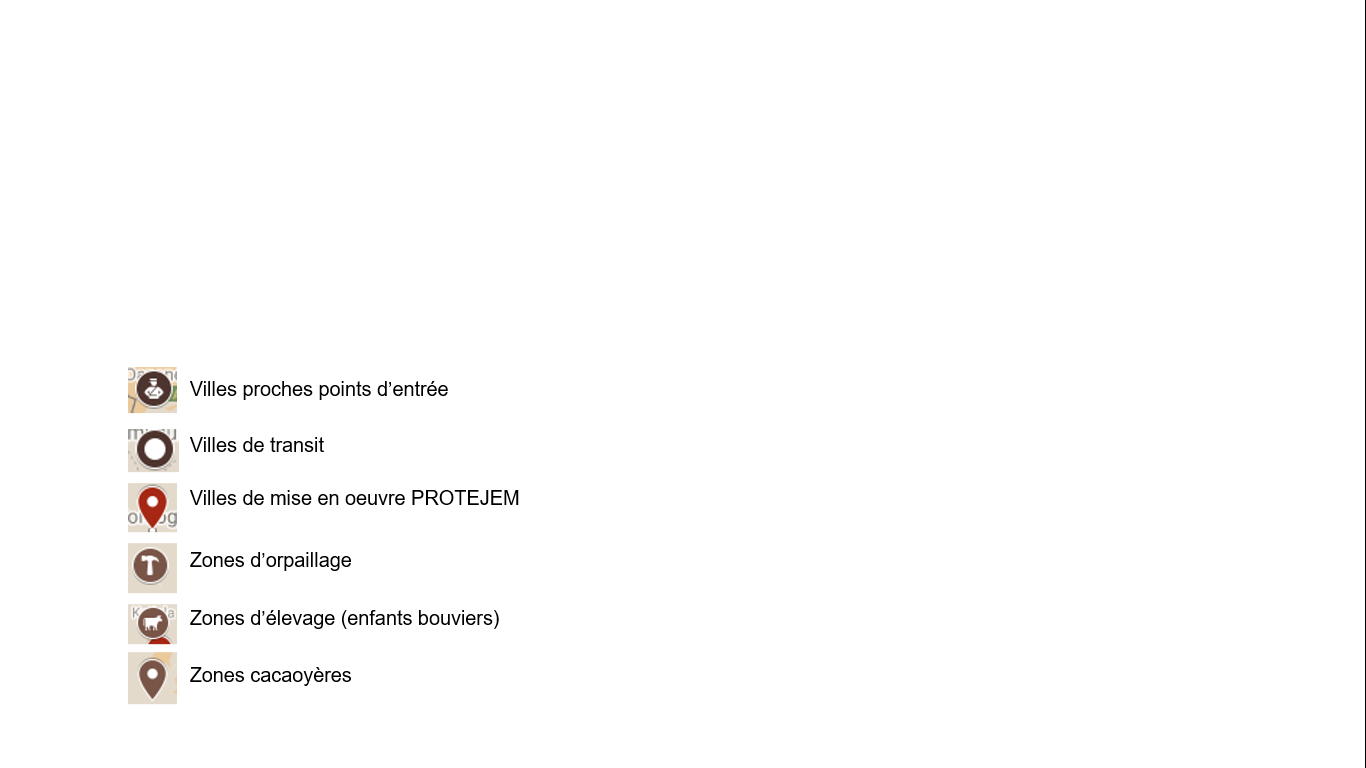 Villes proches points d’entrée
Villes de transit
Villes de mise en oeuvre PROTEJEM
Zones d’orpaillage
Zones d’élevage (enfants bouviers)
Zones cacaoyères